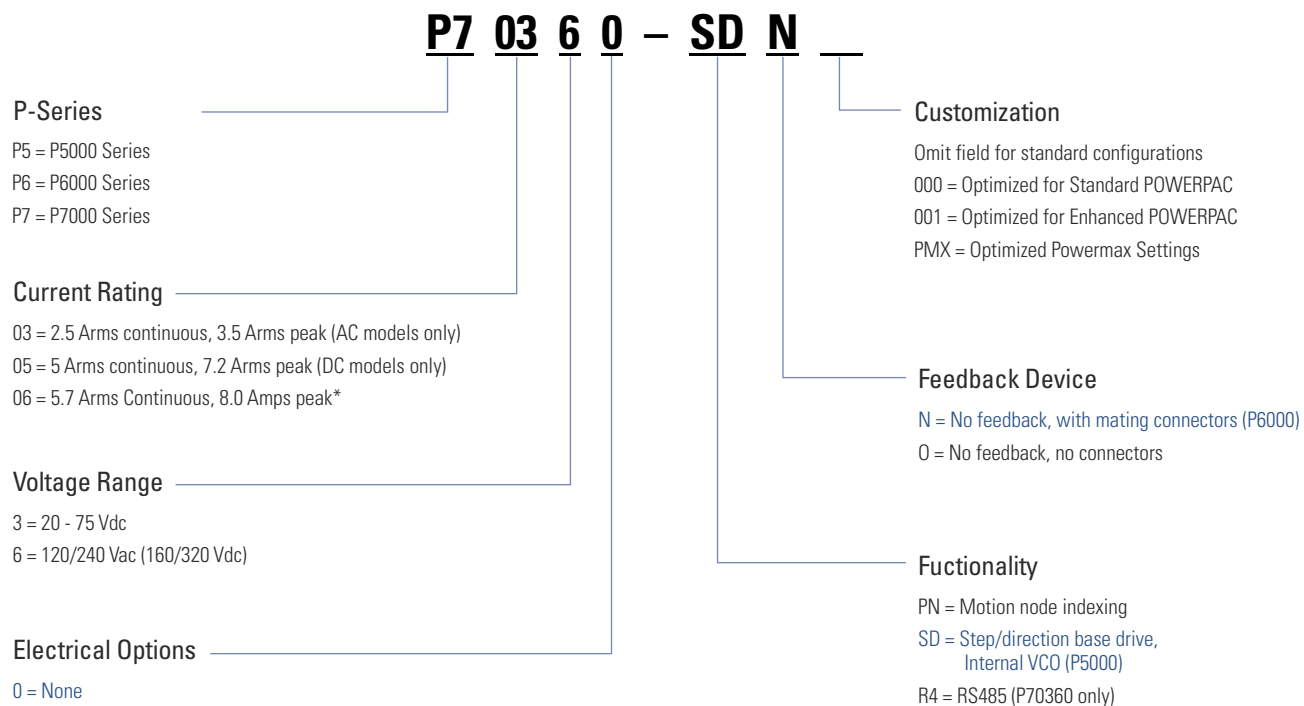 P7 03 6 0 – SD N __
P-Series
P5 = P5000 Series
P6 = P6000 Series
P7 = P7000 Series
Current Rating
03 = 2.5 Arms continuous, 3.5 Arms peak (AC models only)
05 = 5 Arms continuous, 7.2 Arms peak (DC models only)
06 = 5.7 Arms Continuous, 8.0 Amps peak*
Voltage Range
3 = 20 - 75 Vdc
6 = 120/240 Vac (160/320 Vdc)
Electrical Options
0 = None
Customization
Omit field for standard configurations
000 = Optimized for Standard POWERPAC
001 = Optimized for Enhanced POWERPAC
PMX = Optimized Powermax Settings
Feedback Device
N = No feedback, with mating connectors (P6000)
O = No feedback, no connectors
Fuctionality
PN = Motion node indexing
SD = Step/direction base drive,
Internal VCO (P5000)
R4 = RS485 (P70360 only)